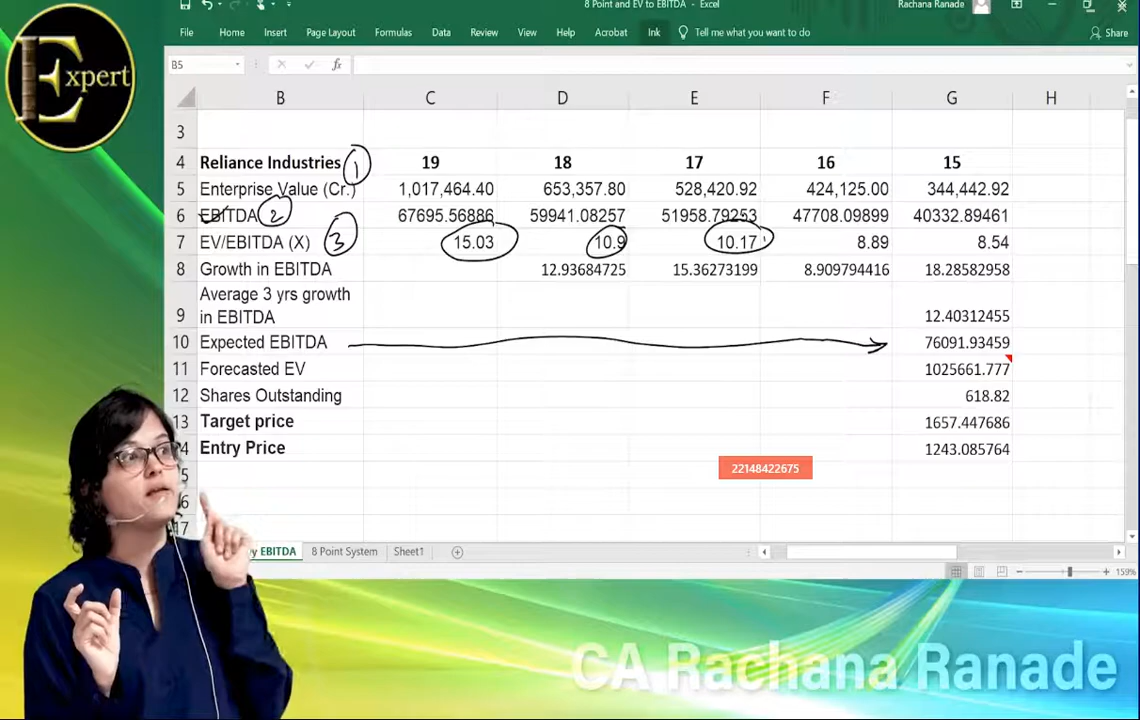 Expert
8 Point and EV to EBITDA - Excel
Rachana Ranade
File Home Insert Page Layout Formulas Data Review View Help Acrobat Ink Tell me what you want to do Share
B5 fx
B C D E F G H
3
4 Reliance Industries 1 19 18 17 16 15
5 Enterprise Value (Cr.) 1,017,464.40 653,357.80 528,420.92 424,125.00 344,442.92
6 EBITDA 2 67695.56886 59941.08257 51958.79253 47708.09899 40332.89461
7 EV/EBITDA (X) 3 15.03 10.9 10.17 8.89 8.54
8 Growth in EBITDA 12.93684725 15.36273199 8.909794416 18.28582958
Average 3 yrs growth
9 in EBITDA 12.40312455
10 Expected EBITDA 76091.93459
11 Forecasted EV 1025661.777
12 Shares Outstanding 618.82
13 Target price 1657.447686
4 Entry Price 1243.085764
22148422675
5
6
17
by EBITDA 8 Point System Sheet1
159%
CA Rachana Ranade